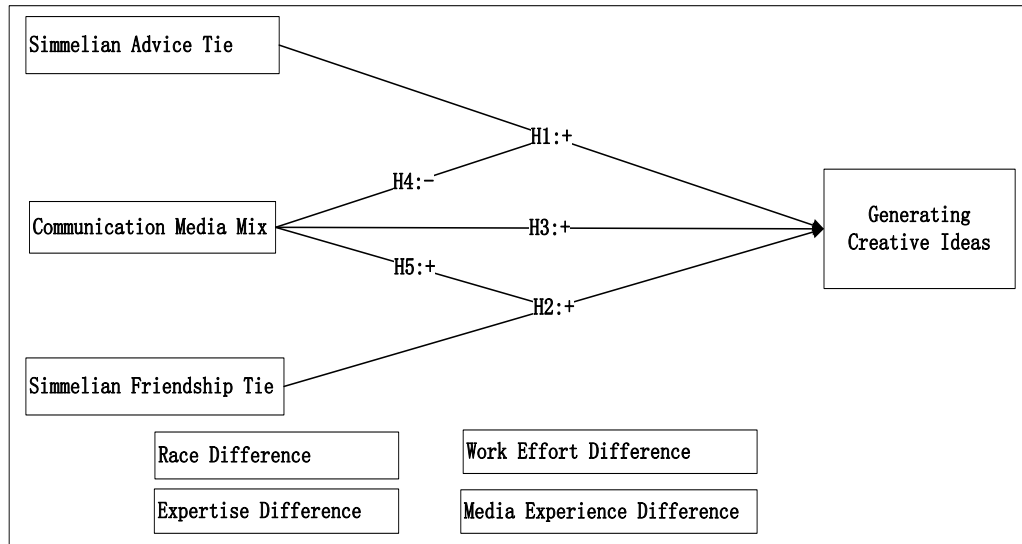 Simmelian Advice Tie
H1:+
H4:-
Communication Media Mix
H3:+
Generating
Creative Ideas
H5:+
H2:+
Simmelian Friendship Tie
Race Difference
Work Effort Difference
Expertise Difference
Media Experience Difference